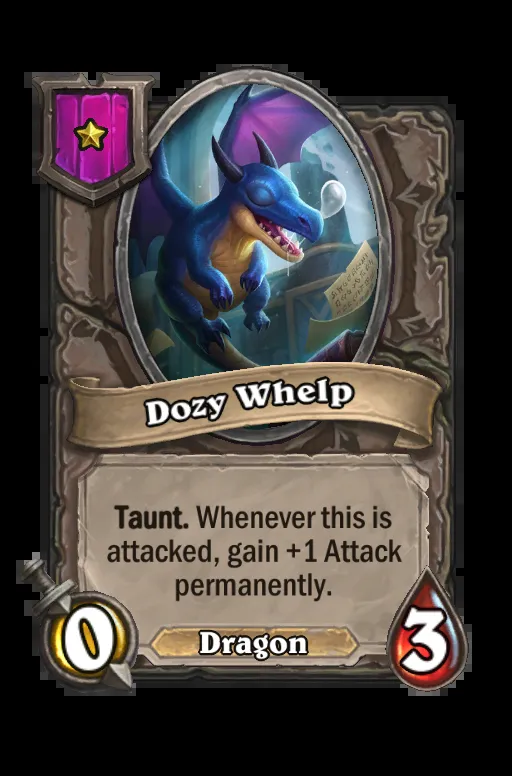 Dozy Whelp
Taunt. Whenever this is
attacked, gain +1 Attack
permanently.
0
Dragon
3